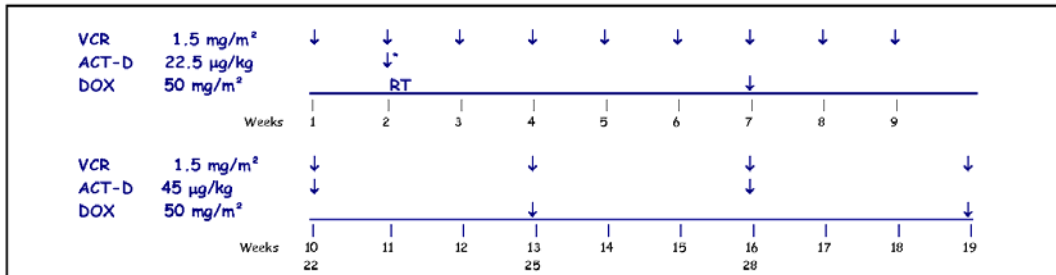 VCR 1.5 mg/m²
ACT-D 22.5 µg/kg *
DOX 50 mg/m² RT
Weeks 1 2 3 4 5 6 7 8 9
VCR 1.5 mg/m²
ACT-D 45 µg/kg
DOX 50 mg/m²
Weeks 10 11 12 13 14 15 16 17 18 19
22 25 28